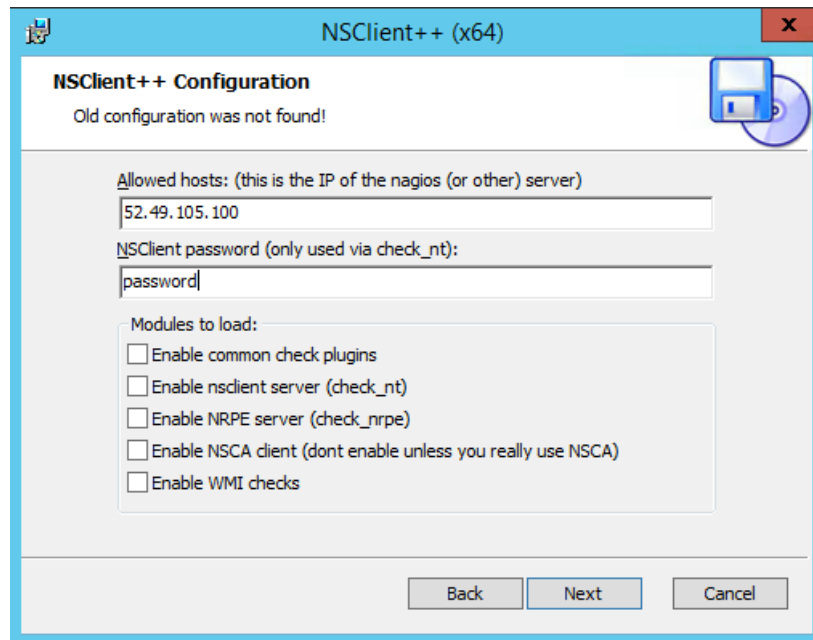 NSClient++ (x64)
x
NSClient++ Configuration
Old configuration was not found!
Allowed hosts: (this is the IP of the nagios (or other) server)
52.49.105.100
NSClient password (only used via check_nt):
password
Modules to load:
Enable common check plugins
Enable nsclient server (check_nt)
Enable NRPE server (check_nrpe)
Enable NSCA client (dont enable unless you really use NSCA)
Enable WMI checks
Back Next Cancel